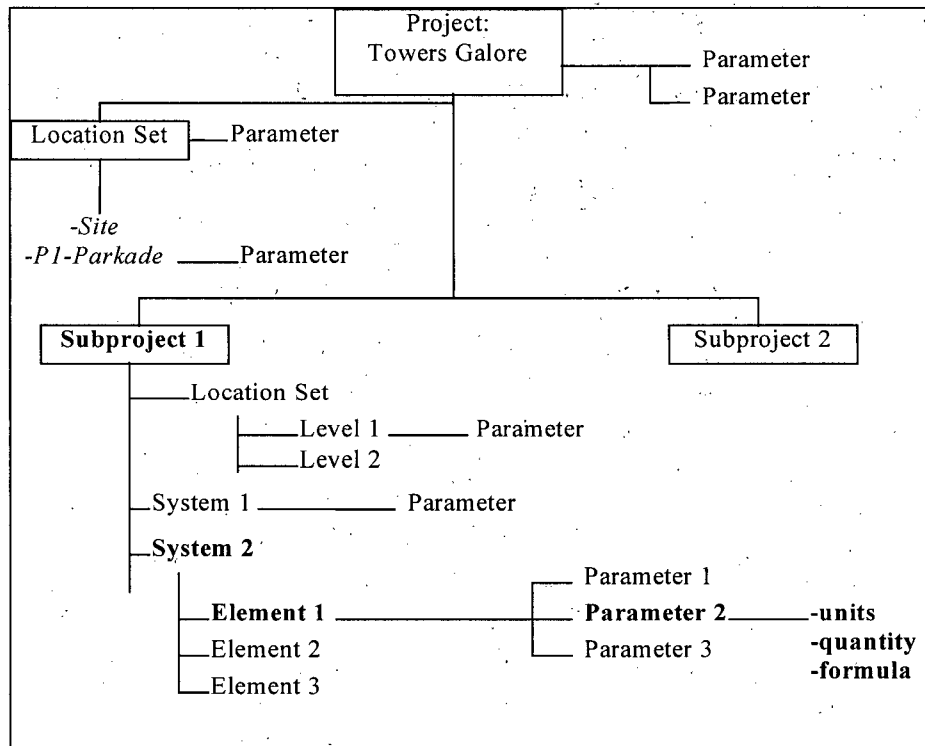 Project:
Towers Galore
Parameter
Parameter
Location Set
Parameter
-Site
-P1-Parkade
Parameter
Subproject 1
Subproject 2
Location Set
Level 1
Parameter
Level 2
System 1
Parameter
System 2
Parameter 1
Element 1
Parameter 2
-units
Element 2
Parameter 3
-quantity
Element 3
-formula